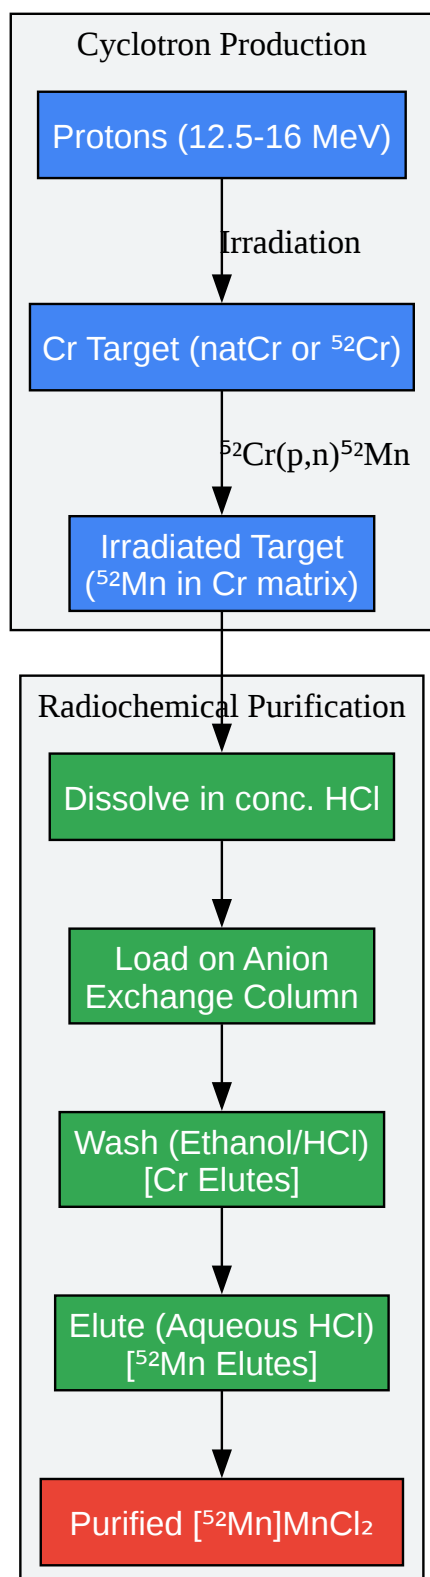 Cyclotron Production
Protons (12.5-16 MeV)
Irradiation
Cr Target (natCr or ⁵²Cr)
⁵²Cr(p,n)⁵²Mn
Irradiated Target
(⁵²Mn in Cr matrix)
Radiochemical Purification
Dissolve in conc. HCl
Load on Anion
Exchange Column
Wash (Ethanol/HCl)
[Cr Elutes]
Elute (Aqueous HCl)
[⁵²Mn Elutes]
Purified [⁵²Mn]MnCl₂